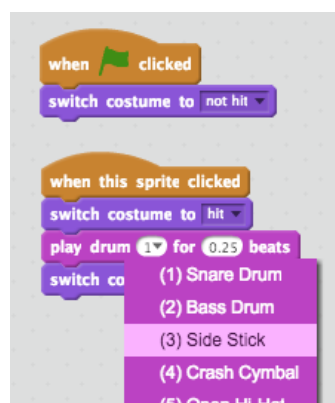 when clicked
switch costume to not hit
when this sprite clicked
switch costume to hit
play drum 1 for 0.25 beats
switch co
(1) Snare Drum
(2) Bass Drum
(3) Side Stick
(4) Crash Cymbal